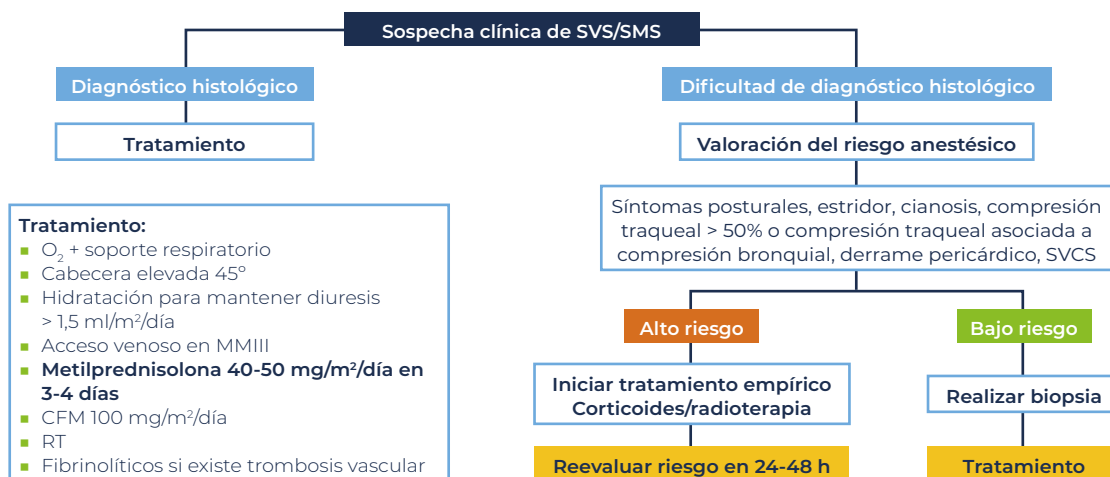 Sospecha clínica de SVS/SMS
Diagnóstico histológico
Tratamiento
Tratamiento:
▪ O₂ + soporte respiratorio
▪ Cabecera elevada 45º
▪ Hidratación para mantener diuresis
> 1,5 ml/m²/día
▪ Acceso venoso en MMIII
▪ Metilprednisolona 40-50 mg/m²/día en
3-4 días
▪ CFM 100 mg/m²/día
▪ RT
▪ Fibrinolíticos si existe trombosis vascular
Dificultad de diagnóstico histológico
Valoración del riesgo anestésico
Síntomas posturales, estridor, cianosis, compresión
traqueal > 50% o compresión traqueal asociada a
compresión bronquial, derrame pericárdico, SVCS
Alto riesgo
Iniciar tratamiento empírico
Corticoides/radioterapia
Reevaluar riesgo en 24-48 h
Bajo riesgo
Realizar biopsia
Tratamiento